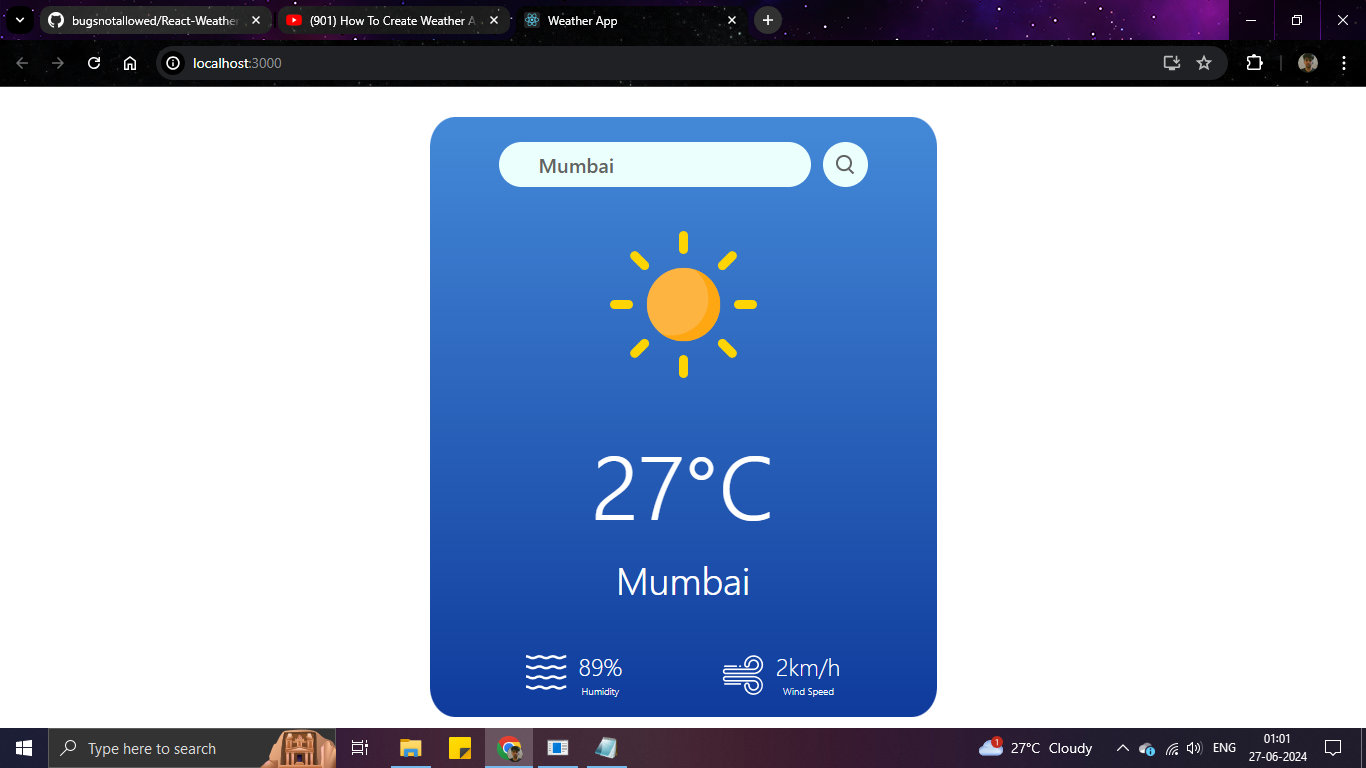 bugsnotallowed/React-Weather
(901) How To Create Weather A
Weather App
localhost:3000
Mumbai
27°C
Mumbai
89%
Humidity
2km/h
Wind Speed
Type here to search
1
27°C Cloudy
ENG
01:01
27-06-2024